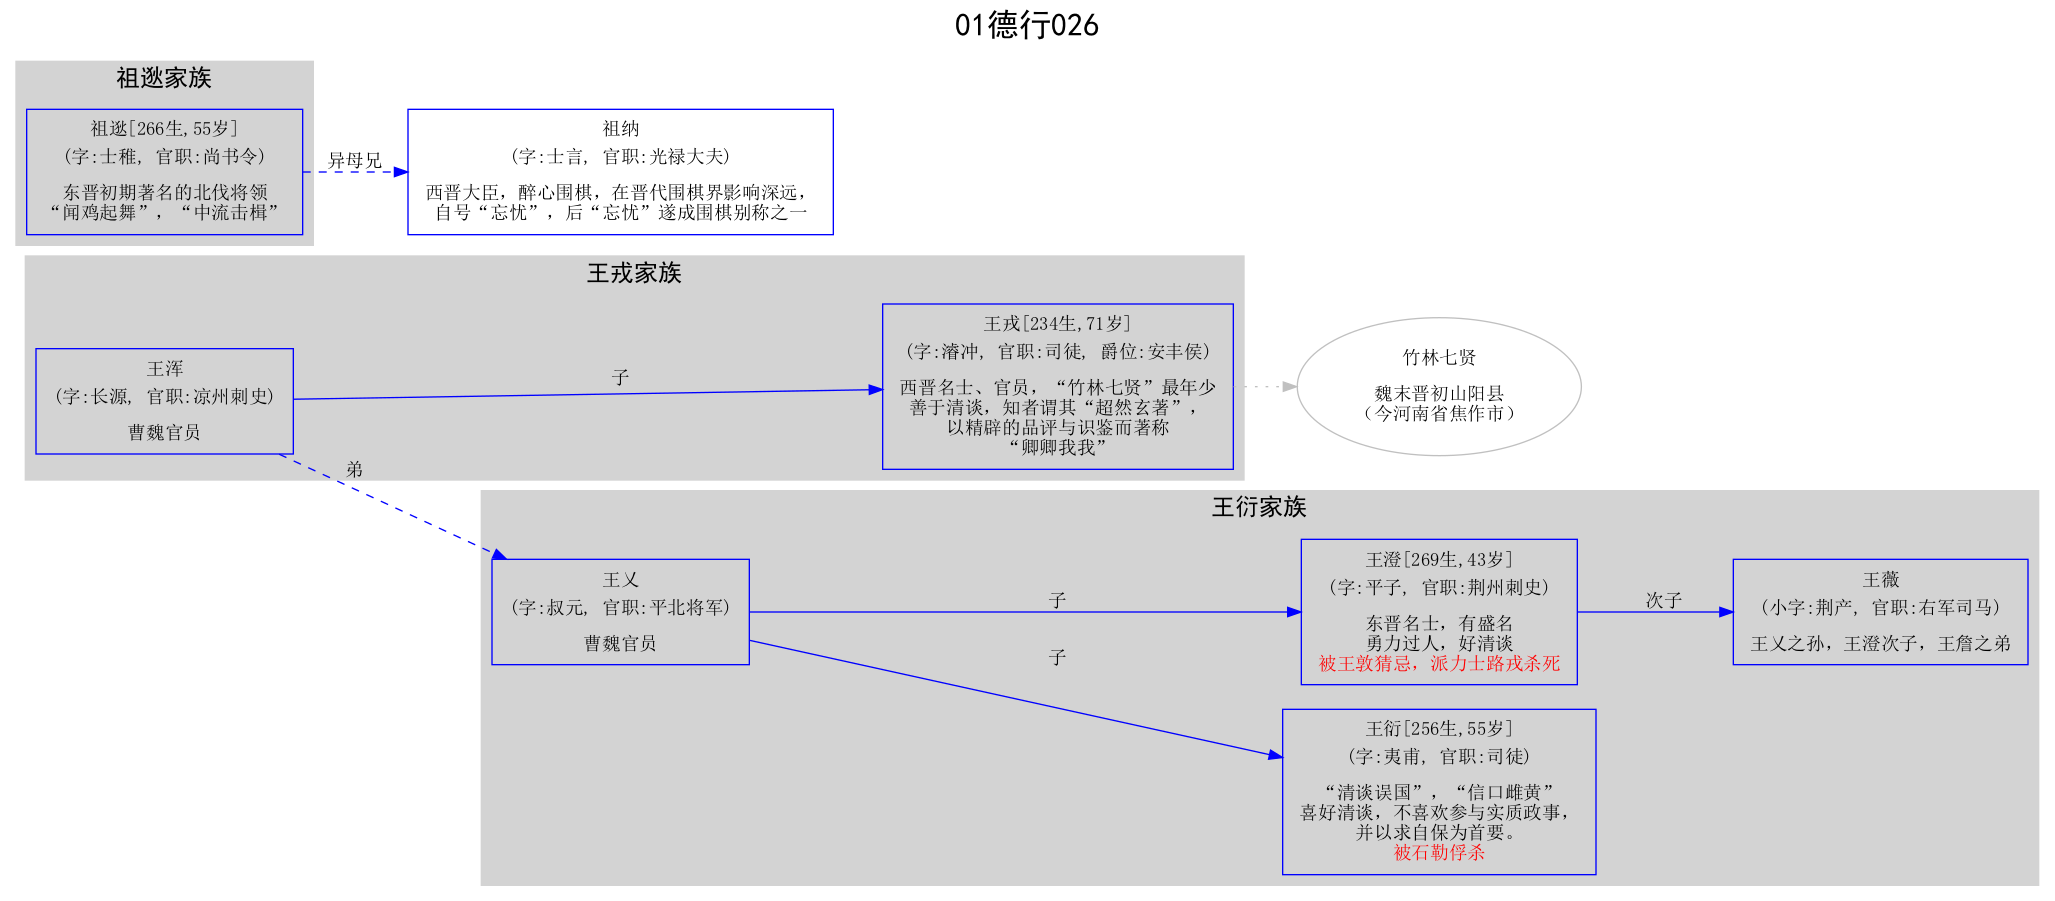 01德行026
祖逖家族
祖逖[266生,55岁]
(字:士稚, 官职:尚书令)
东晋初期著名的北伐将领
“闻鸡起舞”，“中流击楫”
异母兄
祖纳
(字:士言, 官职:光禄大夫)
西晋大臣，醉心围棋，在晋代围棋界影响深远，
自号“忘忧”，后“忘忧”遂成围棋别称之一
王戎家族
王浑
(字:长源, 官职:凉州刺史)
曹魏官员
子
王戎[234生,71岁]
(字:濬冲, 官职:司徒, 爵位:安丰侯)
西晋名士、官员，“竹林七贤”最年少
善于清谈，知者谓其“超然玄著”，
以精辟的品评与识鉴而著称
“卿卿我我”
竹林七贤
魏末晋初山阳县
（今河南省焦作市）
弟
王衍家族
王乂
(字:叔元, 官职:平北将军)
曹魏官员
子
子
王澄[269生,43岁]
(字:平子, 官职:荆州刺史)
东晋名士，有盛名
勇力过人，好清谈
被王敦猜忌，派力士路戎杀死
次子
王薇
(小字:荆产, 官职:右军司马)
王乂之孙，王澄次子，王詹之弟
王衍[256生,55岁]
(字:夷甫, 官职:司徒)
“清谈误国”，“信口雌黄”
喜好清谈，不喜欢参与实质政事，
并以求自保为首要。
被石勒俘杀